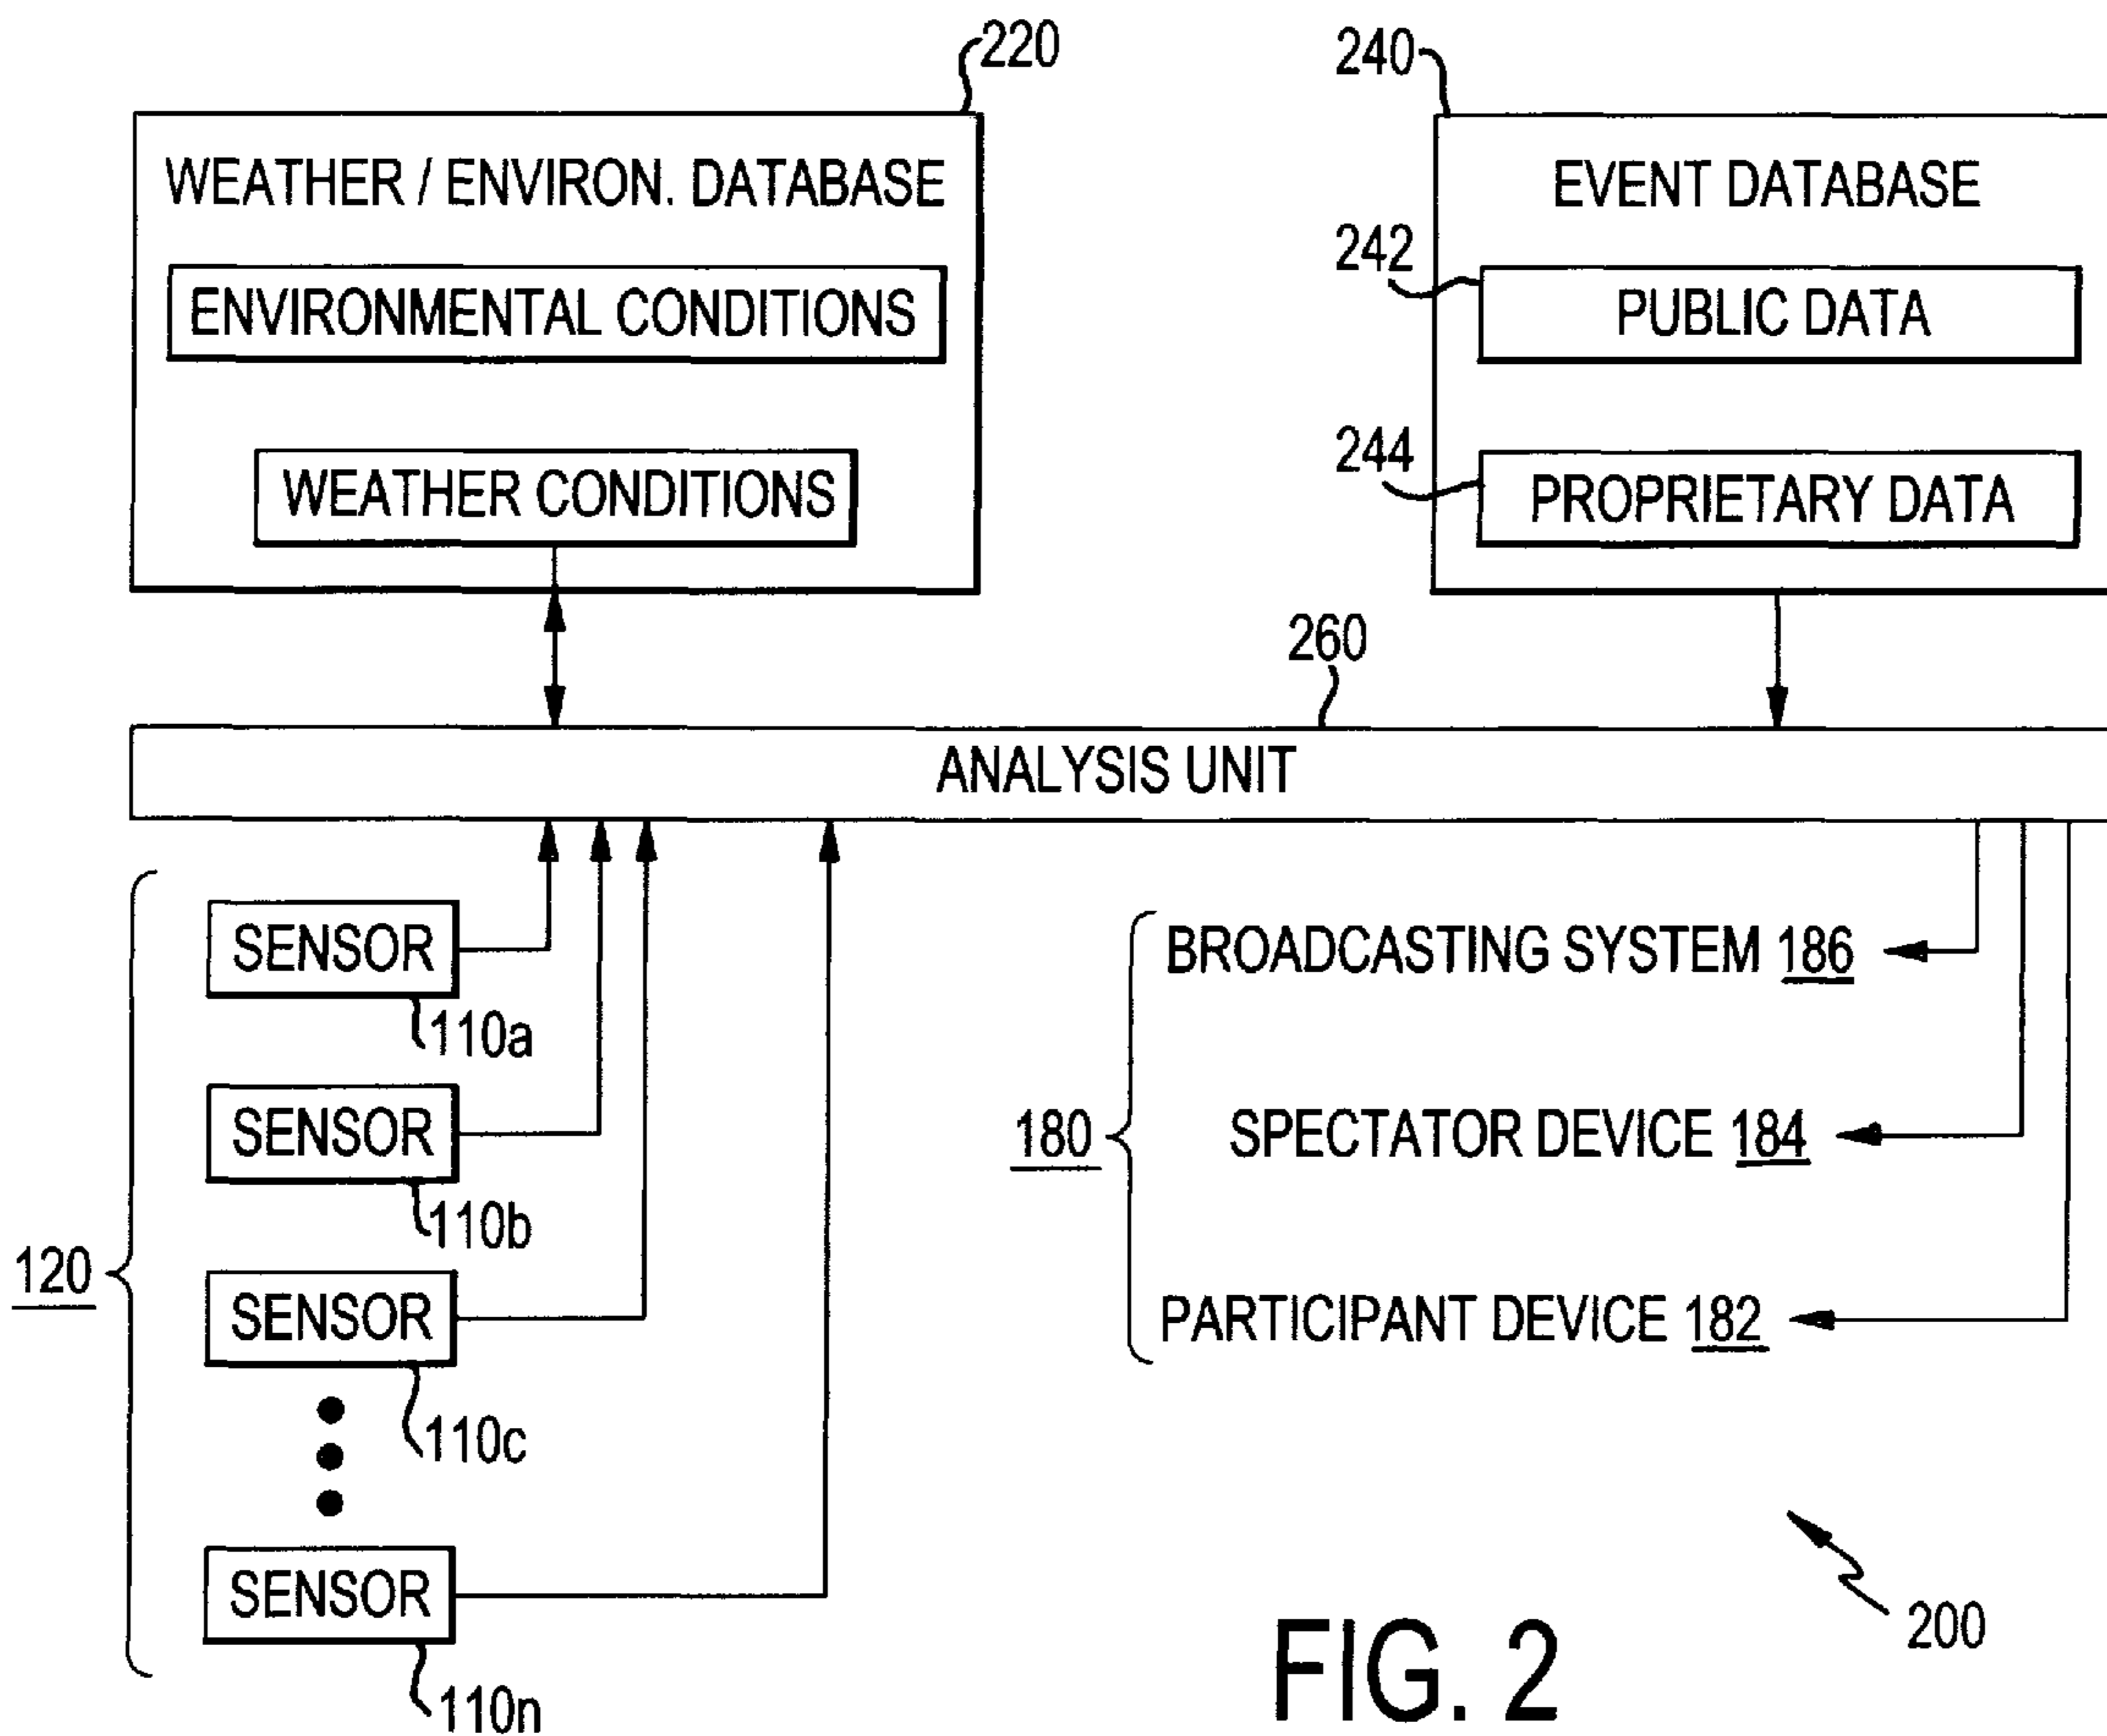 220
240
WEATHER / ENVIRON. DATABASE
EVENT DATABASE
242
ENVIRONMENTAL CONDITIONS
PUBLIC DATA
244
WEATHER CONDITIONS
PROPRIETARY DATA
260
ANALYSIS UNIT
SENSOR
110a
SENSOR
110b
120
SENSOR
110c
SENSOR
110n
BROADCASTING SYSTEM 186
180
SPECTATOR DEVICE 184
PARTICIPANT DEVICE 182
200
FIG. 2